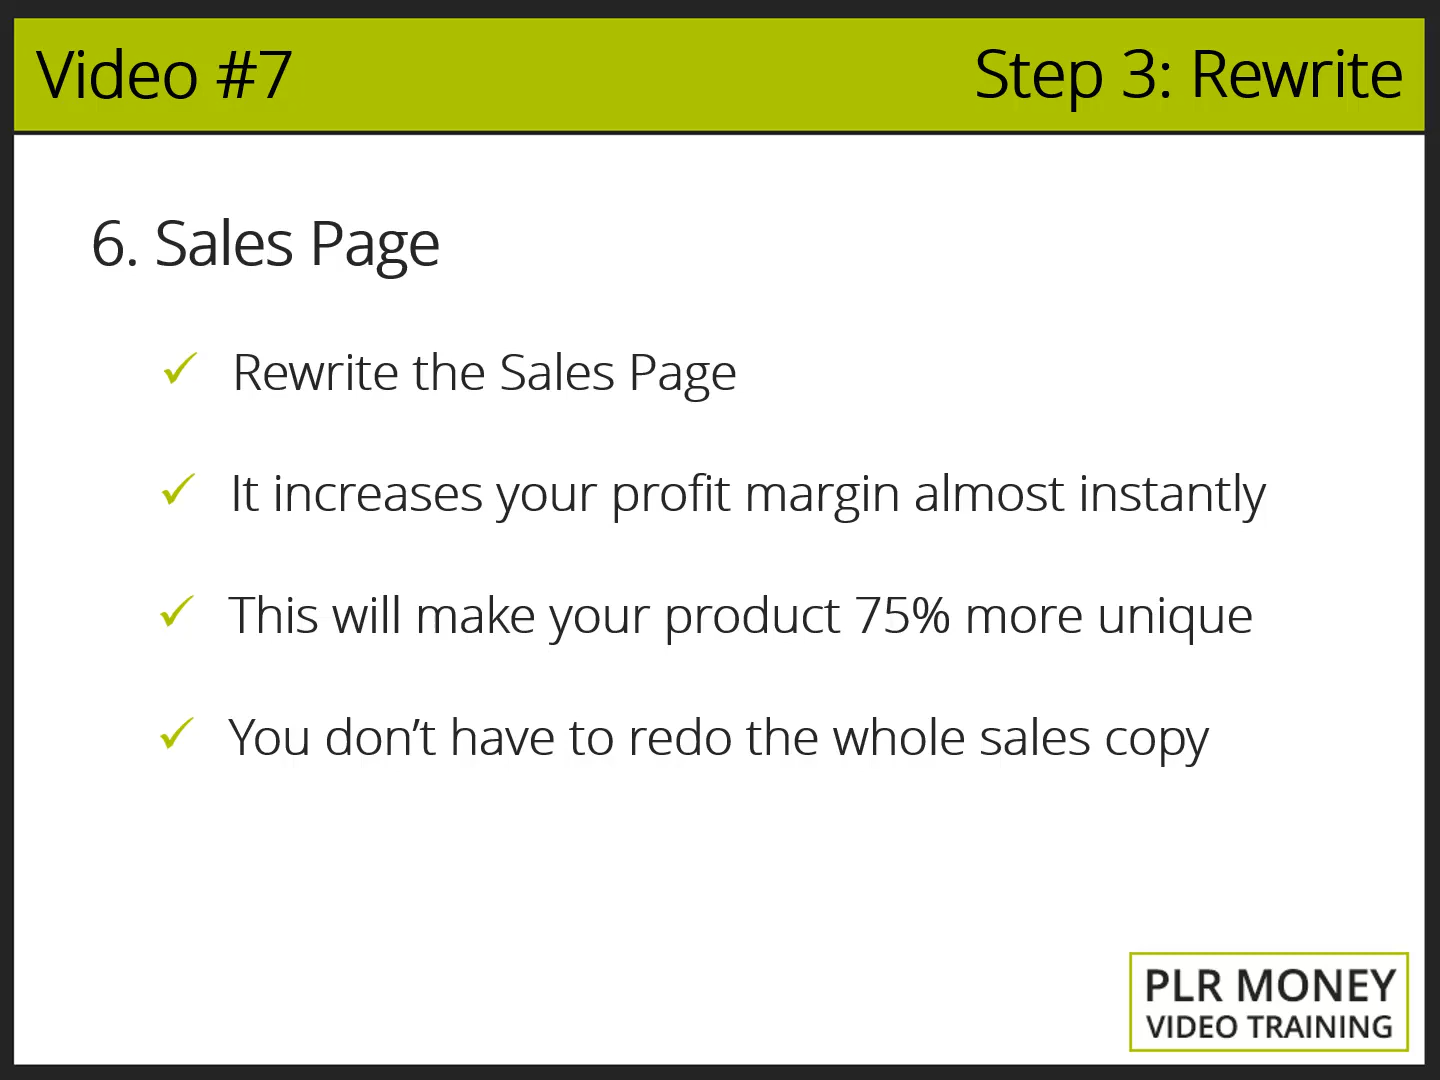 Video #7
Step 3: Rewrite
6. Sales Page
✓ Rewrite the Sales Page
✓ It increases your profit margin almost instantly
✓ This will make your product 75% more unique
✓ You don’t have to redo the whole sales copy
PLR MONEY
VIDEO TRAINING